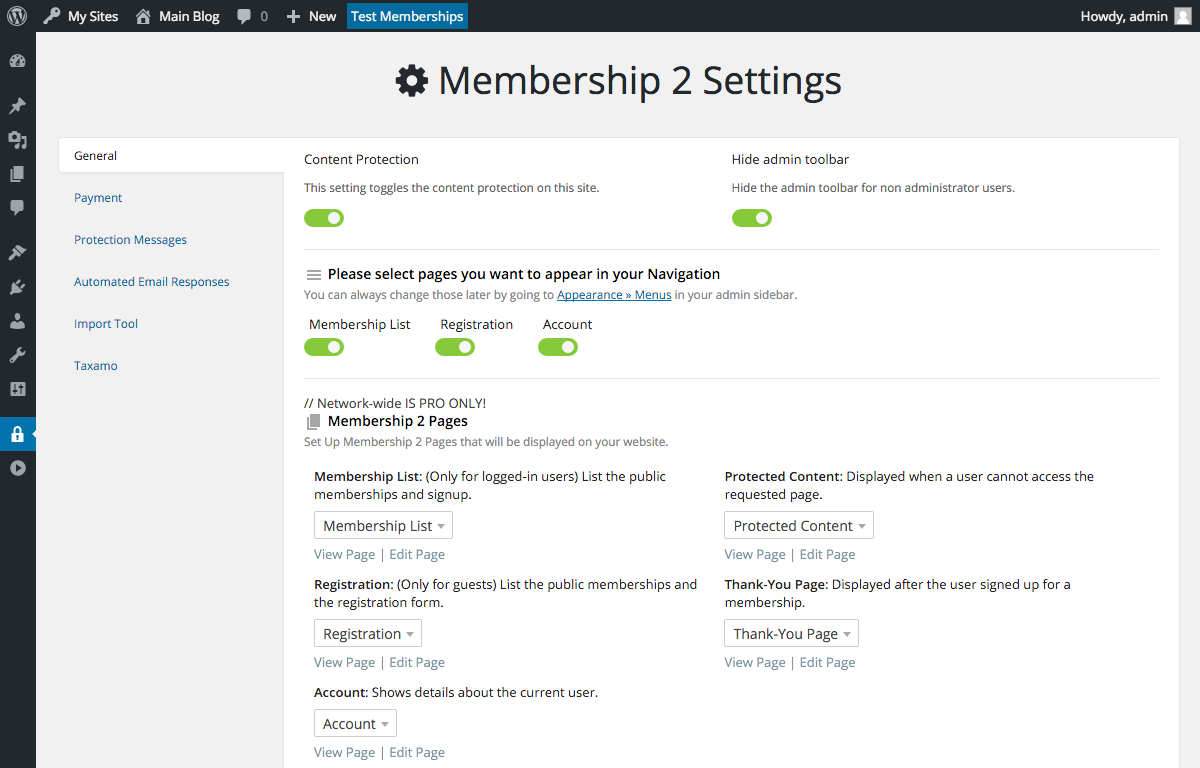 My Sites Main Blog 0 New Test Memberships Howdy, admin
Membership 2 Settings
General
Payment
Protection Messages
Automated Email Responses
Import Tool
Taxamo
Content Protection
This setting toggles the content protection on this site.
Hide admin toolbar
Hide the admin toolbar for non administrator users.
Please select pages you want to appear in your Navigation
You can always change those later by going to Appearance » Menus in your admin sidebar.
Membership List Registration Account
// Network-wide IS PRO ONLY!
Membership 2 Pages
Set Up Membership 2 Pages that will be displayed on your website.
Membership List: (Only for logged-in users) List the public
memberships and signup.
Membership List
View Page | Edit Page
Protected Content: Displayed when a user cannot access the
requested page.
Protected Content
View Page | Edit Page
Registration: (Only for guests) List the public memberships and
the registration form.
Registration
View Page | Edit Page
Thank-You Page: Displayed after the user signed up for a
membership.
Thank-You Page
View Page | Edit Page
Account: Shows details about the current user.
Account
View Page | Edit Page